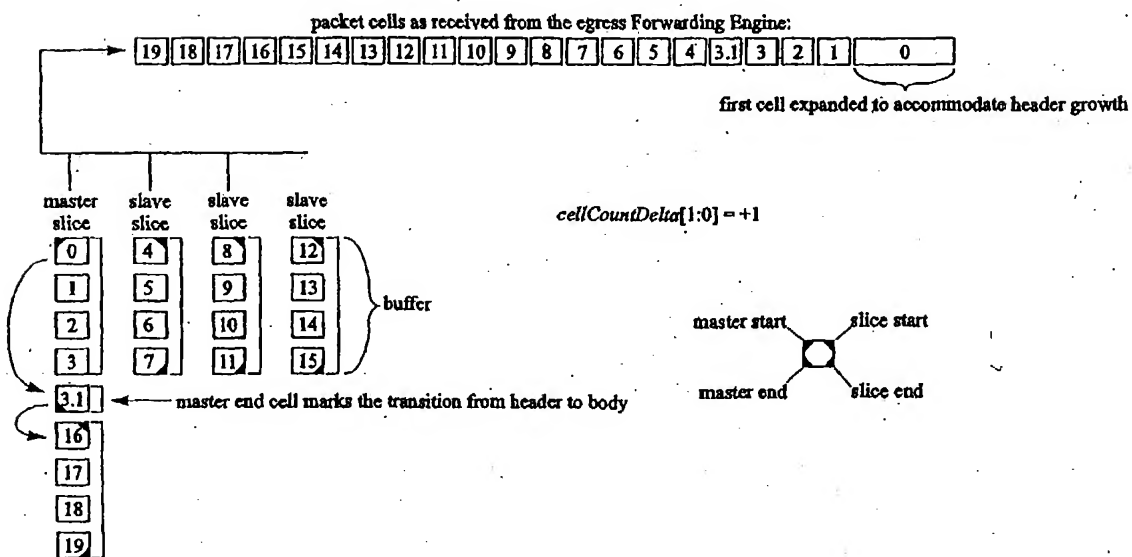 packet cells as received from the egress Forwarding Engine:
19 18 17 16 15 14 13 12 11 10 9 8 7 6 5 4 3.1 3 2 1 0
first cell expanded to accommodate header growth
master slice
slave slice
slave slice
slave slice
cellCountDelta[1:0] = +1
0 4 8 12
1 5 9 13
buffer
2 6 10 14
3 7 11 15
master start
slice start
master end
slice end
3.1
master end cell marks the transition from header to body
16
17
18
19